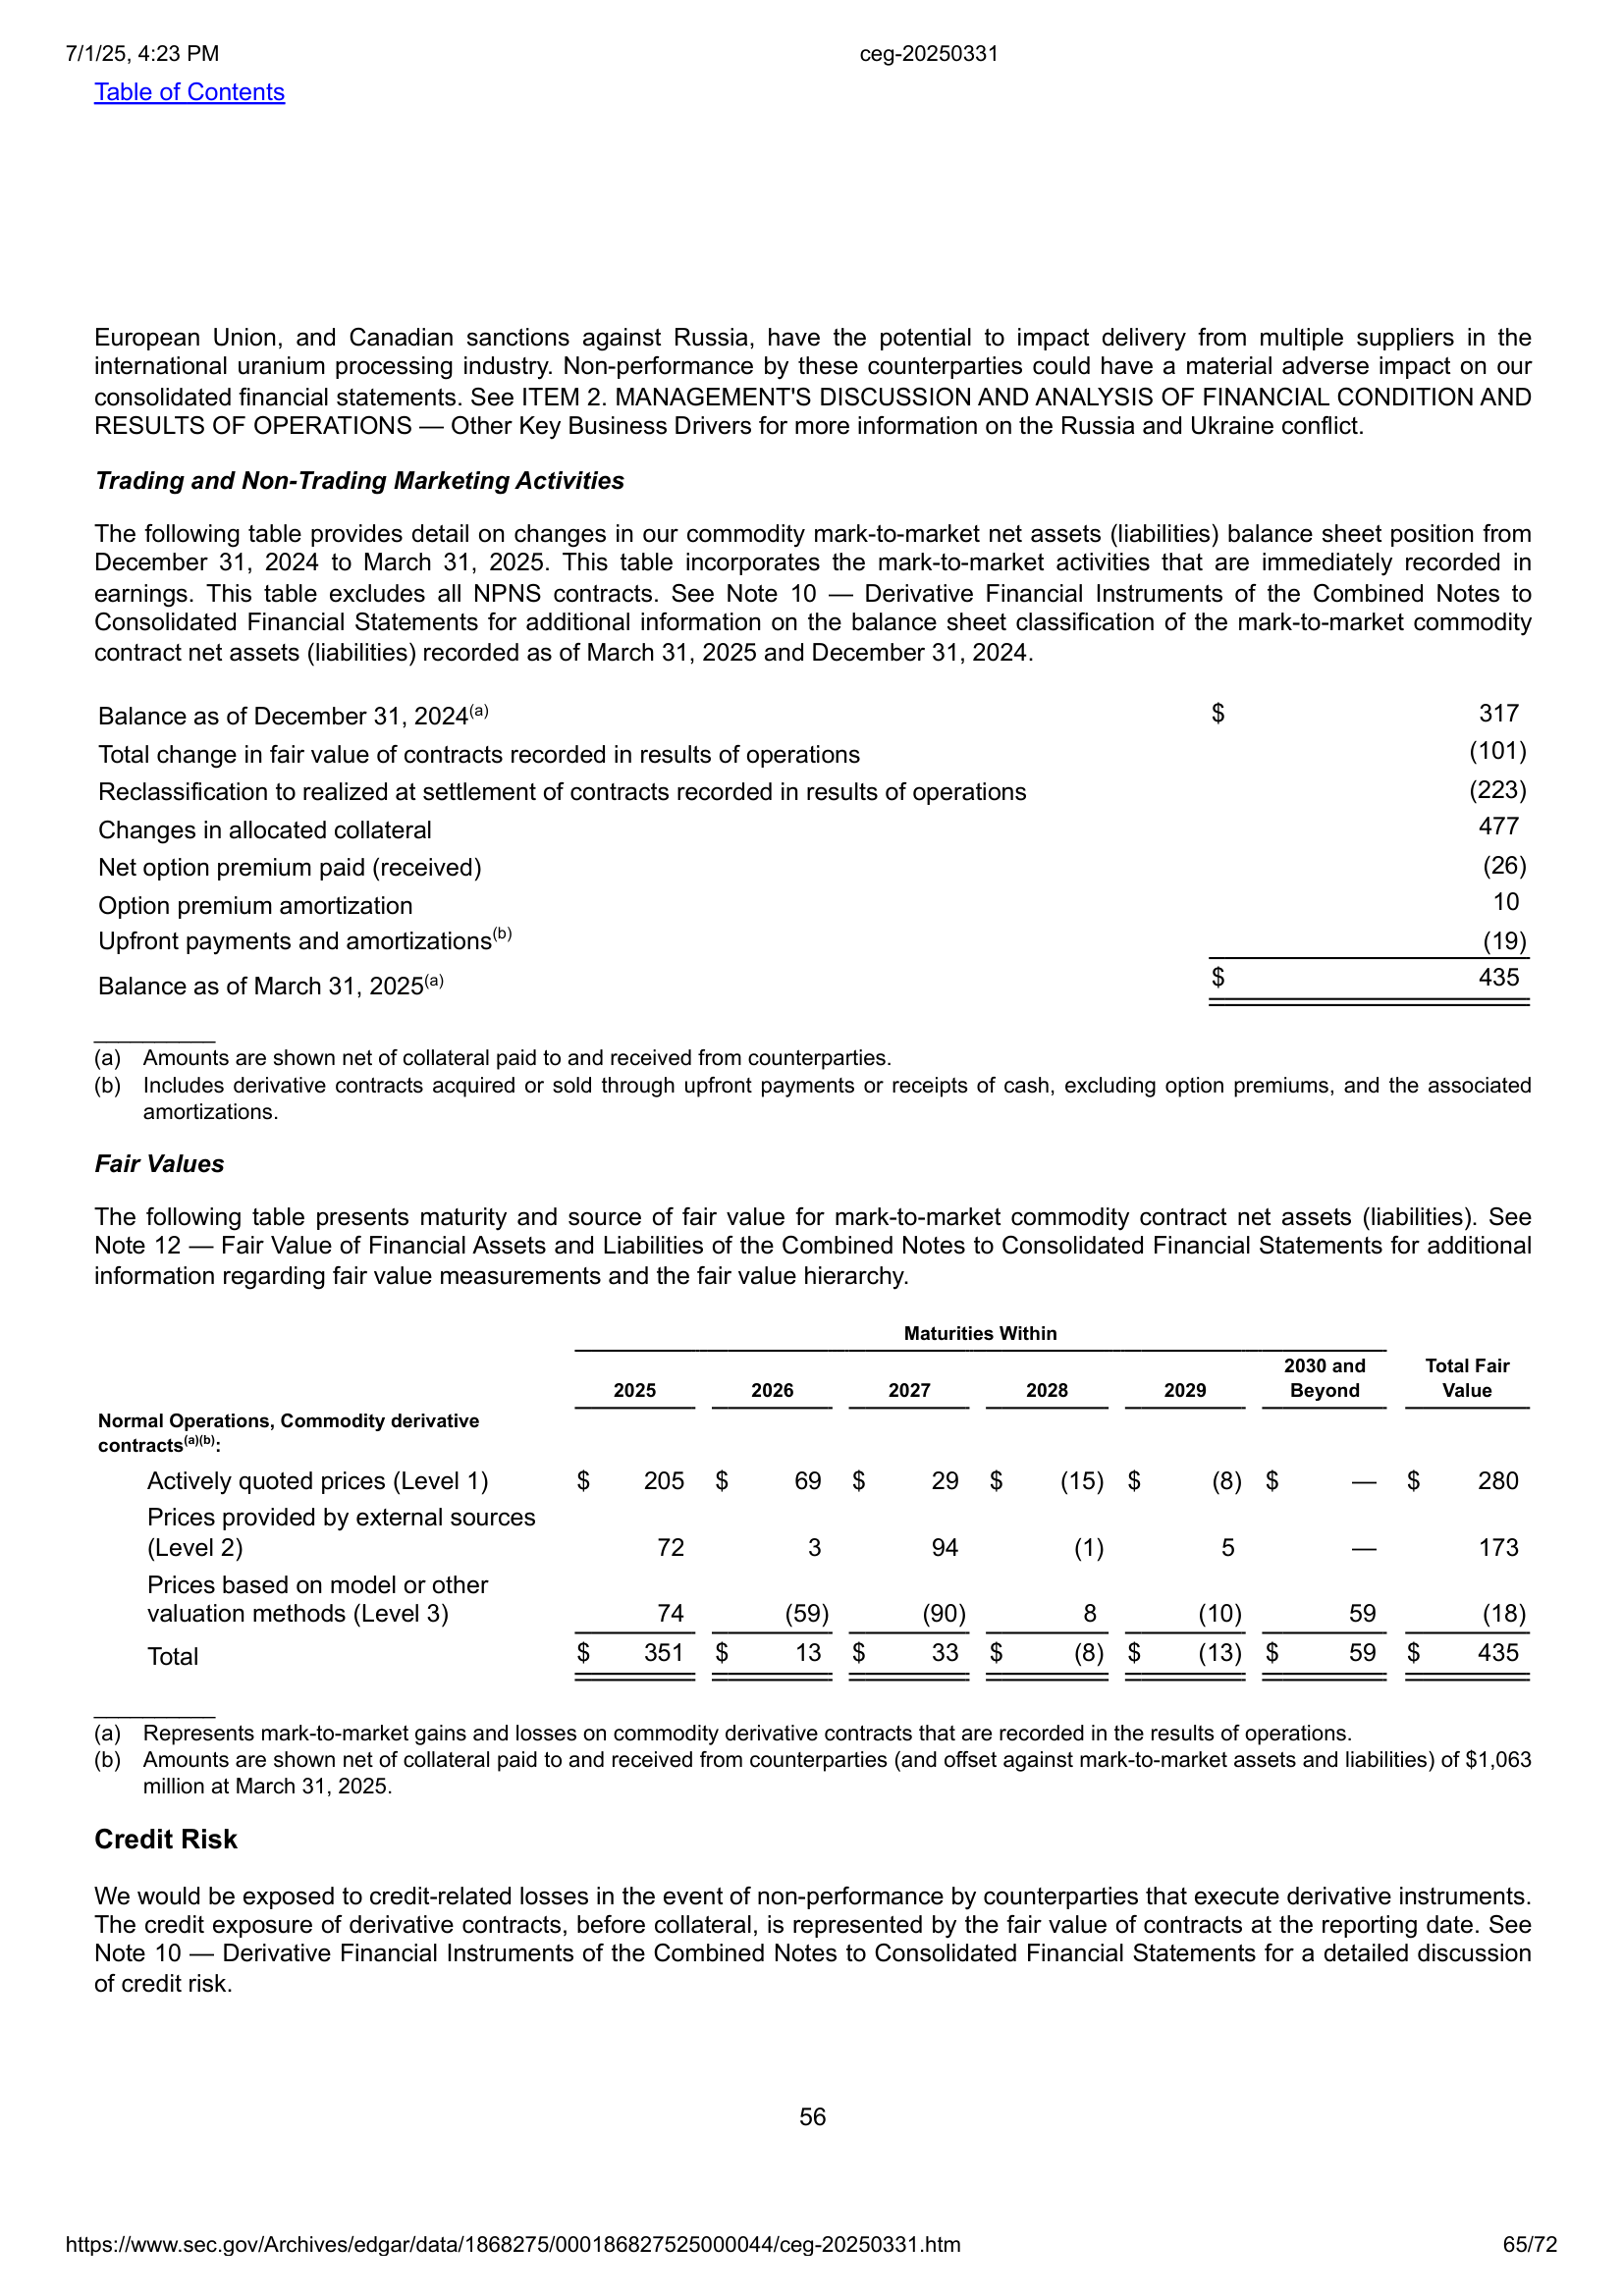 7/1/25, 4:23 PM ceg-20250331
Table of Contents
European Union, and Canadian sanctions against Russia, have the potential to impact delivery from multiple suppliers in the
international uranium processing industry. Non-performance by these counterparties could have a material adverse impact on our
consolidated financial statements. See ITEM 2. MANAGEMENT'S DISCUSSION AND ANALYSIS OF FINANCIAL CONDITION AND
RESULTS OF OPERATIONS — Other Key Business Drivers for more information on the Russia and Ukraine conflict.
Trading and Non-Trading Marketing Activities
The following table provides detail on changes in our commodity mark-to-market net assets (liabilities) balance sheet position from
December 31, 2024 to March 31, 2025. This table incorporates the mark-to-market activities that are immediately recorded in
earnings. This table excludes all NPNS contracts. See Note 10 — Derivative Financial Instruments of the Combined Notes to
Consolidated Financial Statements for additional information on the balance sheet classification of the mark-to-market commodity
contract net assets (liabilities) recorded as of March 31, 2025 and December 31, 2024.
Balance as of December 31, 2024(a) $ 317
Total change in fair value of contracts recorded in results of operations (101)
Reclassification to realized at settlement of contracts recorded in results of operations (223)
Changes in allocated collateral 477
Net option premium paid (received) (26)
Option premium amortization 10
Upfront payments and amortizations(b) (19)
Balance as of March 31, 2025(a) $ 435
(a) Amounts are shown net of collateral paid to and received from counterparties.
(b) Includes derivative contracts acquired or sold through upfront payments or receipts of cash, excluding option premiums, and the associated
amortizations.
Fair Values
The following table presents maturity and source of fair value for mark-to-market commodity contract net assets (liabilities). See
Note 12 — Fair Value of Financial Assets and Liabilities of the Combined Notes to Consolidated Financial Statements for additional
information regarding fair value measurements and the fair value hierarchy.
Maturities Within
2030 and Total Fair
2025 2026 2027 2028 2029 Beyond Value
Normal Operations, Commodity derivative
contracts(a)(b):
Actively quoted prices (Level 1) $ 205 $ 69 $ 29 $ (15) $ (8) $ — $ 280
Prices provided by external sources
(Level 2) 72 3 94 (1) 5 — 173
Prices based on model or other
valuation methods (Level 3) 74 (59) (90) 8 (10) 59 (18)
Total $ 351 $ 13 $ 33 $ (8) $ (13) $ 59 $ 435
(a) Represents mark-to-market gains and losses on commodity derivative contracts that are recorded in the results of operations.
(b) Amounts are shown net of collateral paid to and received from counterparties (and offset against mark-to-market assets and liabilities) of $1,063
million at March 31, 2025.
Credit Risk
We would be exposed to credit-related losses in the event of non-performance by counterparties that execute derivative instruments.
The credit exposure of derivative contracts, before collateral, is represented by the fair value of contracts at the reporting date. See
Note 10 — Derivative Financial Instruments of the Combined Notes to Consolidated Financial Statements for a detailed discussion
of credit risk.
56
https://www.sec.gov/Archives/edgar/data/1868275/000186827525000044/ceg-20250331.htm 65/72